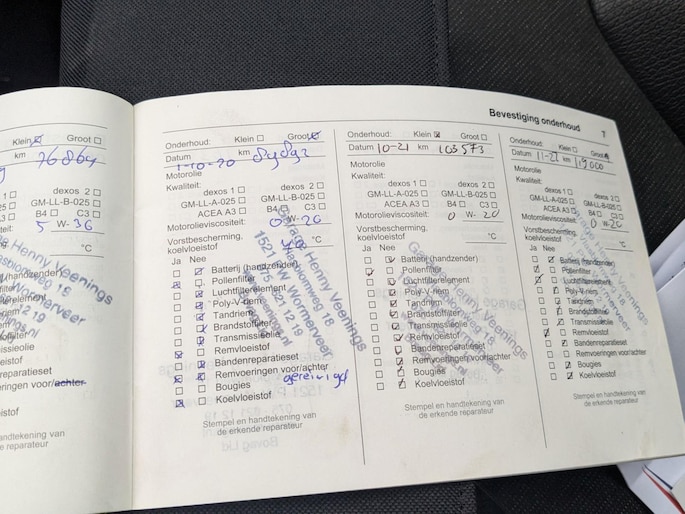 Bevestiging onderhoud 7
Klein Groot
km 76864
dexos 2
GM-LL-B-025
C3
5 W- 30
°C
Onderhoud: Klein Groot
Datum 1-10-20 km
Motorolie
Kwaliteit:
dexos 1 dexos 2
GM-LL-A-025 GM-LL-B-025
ACEA A3 B4 C3
Motorolieviscositeit: 0 W- 20
Vorstbescherming,
koelvloeistof °C
Ja Nee
Batterij (handzender)
Pollenfilter
Luchtfilterelement
Poly-V-riem
Tandriem
Brandstoffilter
Transmissieolie
Remvloeistof
Bandenreparatieset
Remvoeringen voor/achter
Bougies gereinigd
Koelvloeistof
Stempel en handtekening van
de erkende reparateur
Garage Henny Veenings
1521
Wormerveer
Onderhoud: Klein Groot
Datum 10-21 km 103573
Motorolie
Kwaliteit:
dexos 1 dexos 2
GM-LL-A-025 GM-LL-B-025
ACEA A3 B4 C3
Motorolieviscositeit: 0 W- 20
Vorstbescherming,
koelvloeistof °C
Ja Nee
Batterij (handzender)
Pollenfilter
Luchtfilterelement
Poly-V-riem
Tandriem
Brandstoffilter
Transmissieolie
Remvloeistof
Bandenreparatieset
Remvoeringen voor/achter
Bougies
Koelvloeistof
Stempel en handtekening van
de erkende reparateur
Onderhoud: Klein Groot
Datum 11-22 km 119000
Motorolie
Kwaliteit:
dexos 1 dexos 2
GM-LL-A-025 GM-LL-B-025
ACEA A3 B4 C3
Motorolieviscositeit: 0 W- 20
Vorstbescherming,
koelvloeistof °C
Ja Nee
Batterij (handzender)
Pollenfilter
Luchtfilterelement
Poly-V-riem
Tandriem
Brandstoffilter
Transmissieolie
Remvloeistof
Bandenreparatieset
Remvoeringen voor/achter
Bougies
Koelvloeistof
Stempel en handtekening van
de erkende reparateur